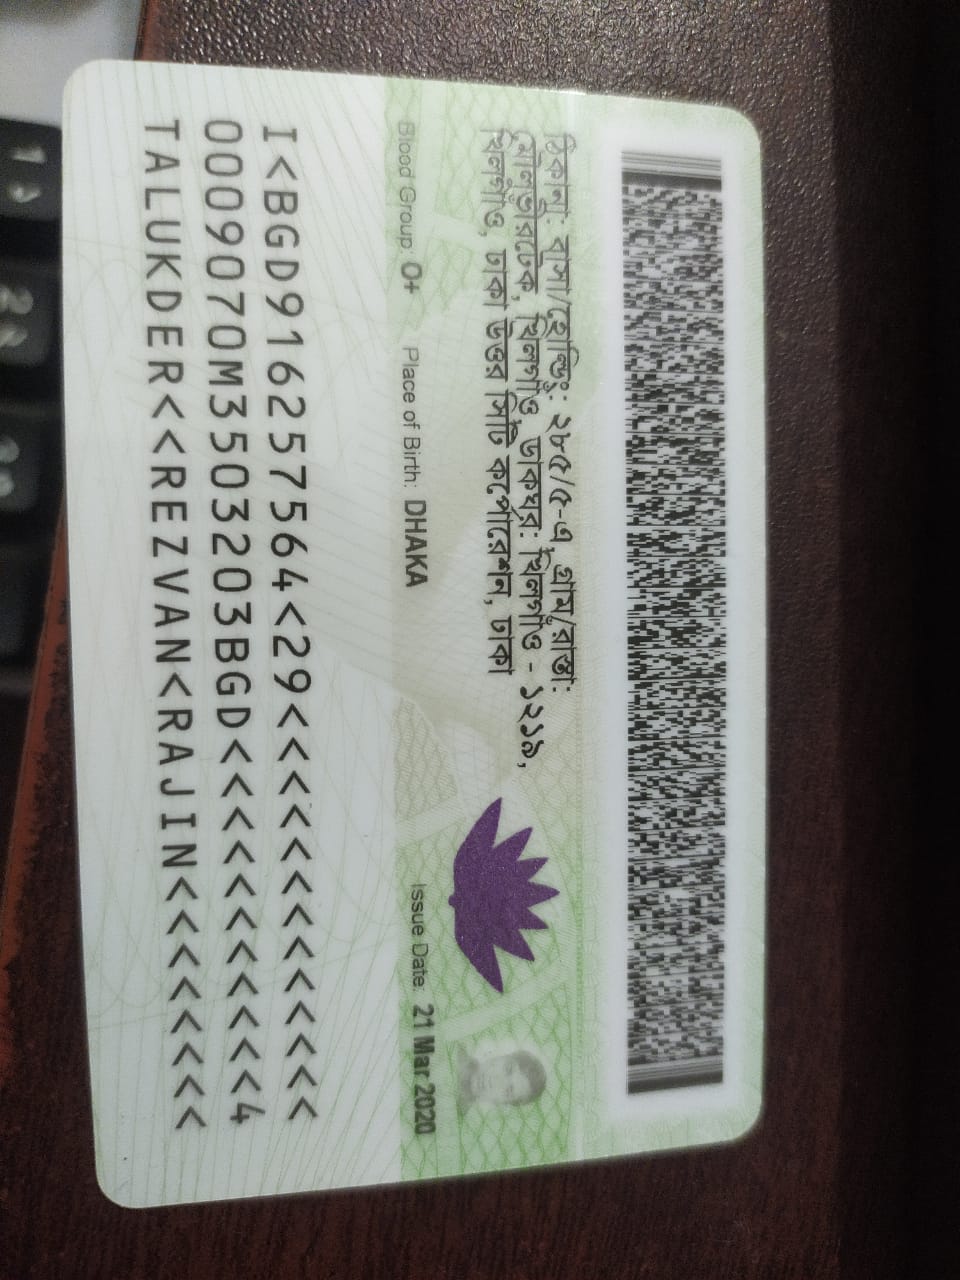 ঠিকানা: বাসা/হোল্ডিং: ২৮৫/৫-এ, গ্রাম/রাস্তা:
মৌলভীরটেক, খিলগাঁও, ডাকঘর: খিলগাঁও - ১২১৯,
খিলগাঁও, ঢাকা উত্তর সিটি কর্পোরেশন, ঢাকা
Blood Group: O+ Place of Birth: DHAKA Issue Date: 21 Mar 2020
I<BGD916257564<29<<<<<<<<<<<<<
0009070M3503203BGD<<<<<<<<<<<4
TALUKDER<<REZVAN<RAJIN<<<<<<<<